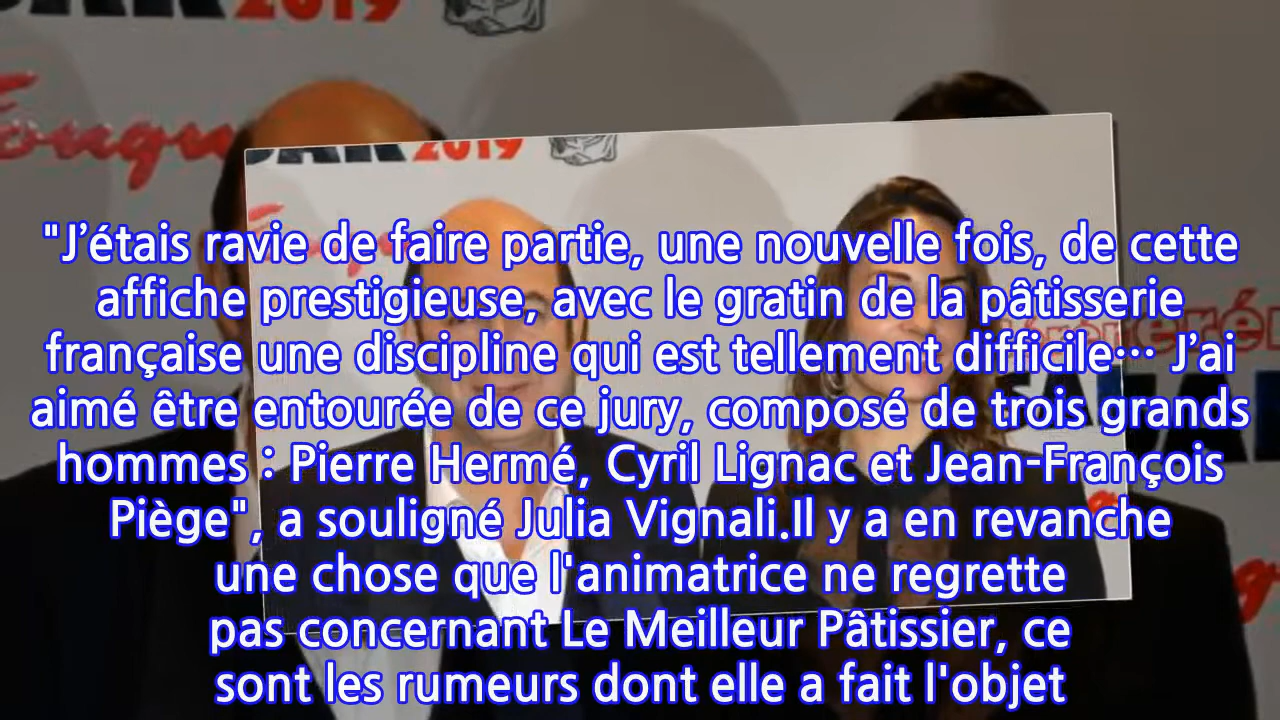 2019
Fouqu
2019
"J’étais ravie de faire partie, une nouvelle fois, de cette
affiche prestigieuse, avec le gratin de la pâtisserie
française une discipline qui est tellement difficile… J’ai
aimé être entourée de ce jury, composé de trois grands
hommes : Pierre Hermé, Cyril Lignac et Jean-François
Piège", a souligné Julia Vignali.Il y a en revanche
une chose que l'animatrice ne regrette
pas concernant Le Meilleur Pâtissier, ce
sont les rumeurs dont elle a fait l'objet